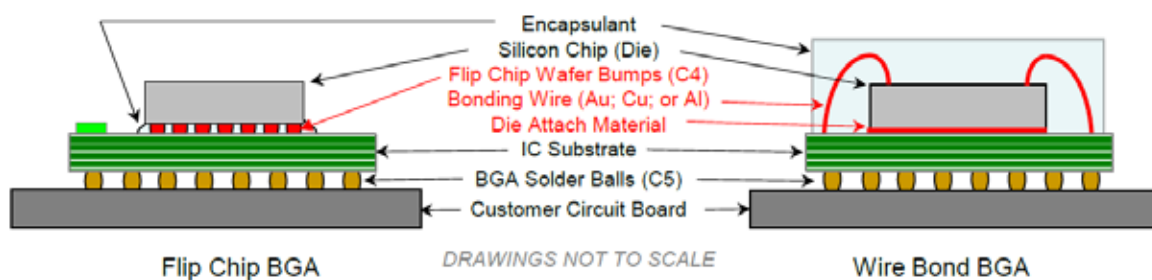 Encapsulant
Silicon Chip (Die)
Flip Chip Wafer Bumps (C4)
Bonding Wire (Au; Cu; or Al)
Die Attach Material
IC Substrate
BGA Solder Balls (C5)
Customer Circuit Board
Flip Chip BGA
DRAWINGS NOT TO SCALE
Wire Bond BGA